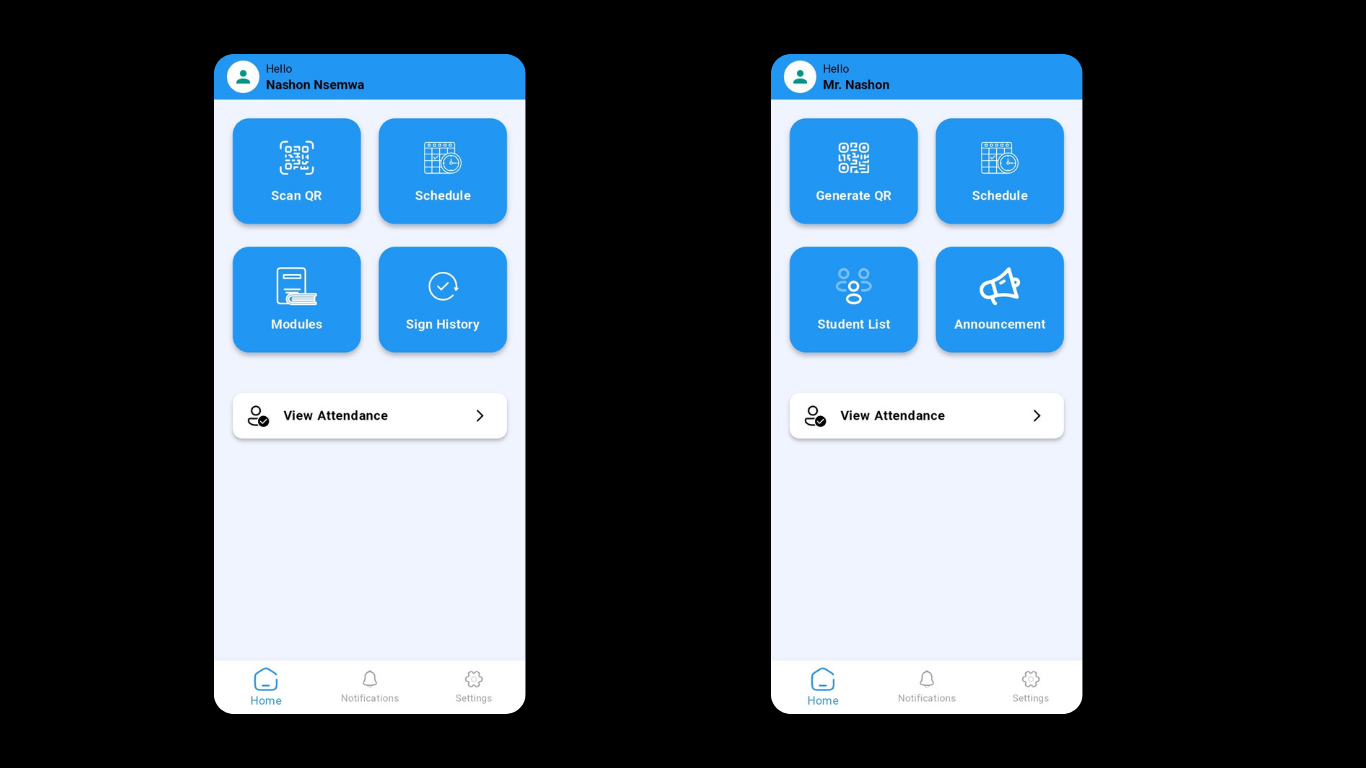 Hello
Nashon Nsemwa
Scan QR
Schedule
Modules
Sign History
View Attendance
Home
Notifications
Settings
Hello
Mr. Nashon
Generate QR
Schedule
Student List
Announcement
View Attendance
Home
Notifications
Settings